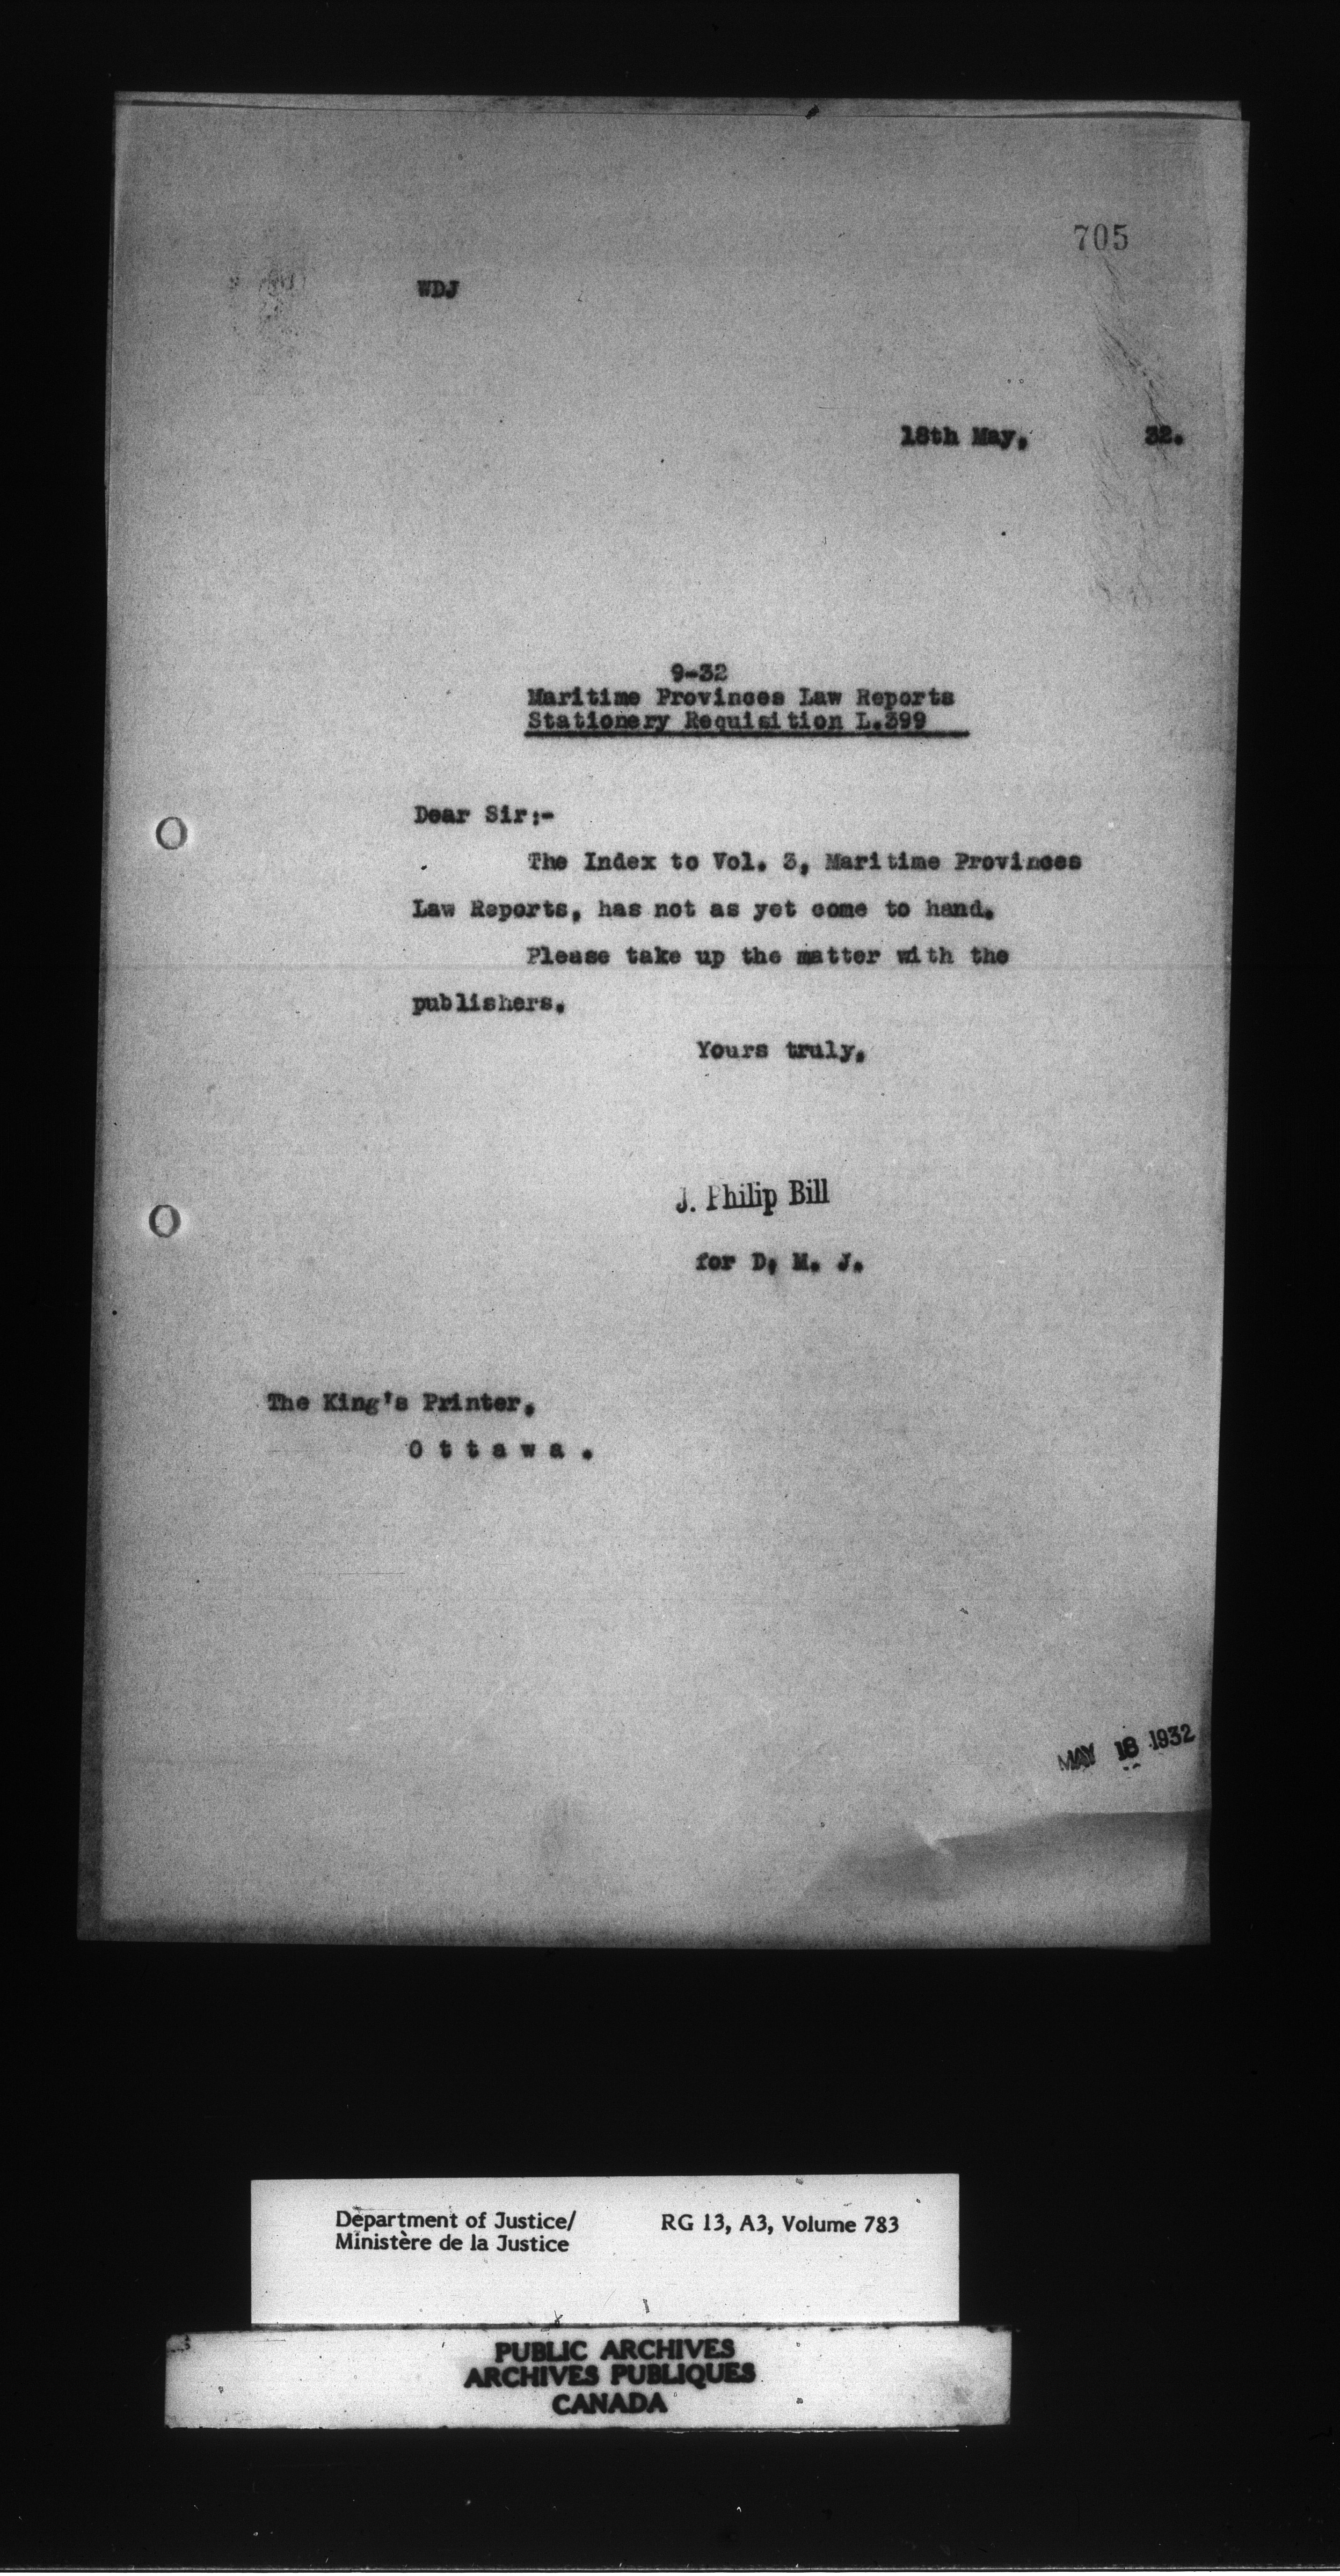 705
WDJ
18th May, 32.
9-32
Maritime Provinces Law Reports
Stationery Requisition L.399
Dear Sir:-
The Index to Vol. 3, Maritime Provinces
Law Reports, has not as yet come to hand.
Please take up the matter with the
publishers.
Yours truly,
J. Philip Bill
for D. M. J.
The King's Printer,
Ottawa.
MAY 18 1932
Department of Justice/ RG 13, A3, Volume 783
Ministère de la Justice
PUBLIC ARCHIVES
ARCHIVES PUBLIQUES
CANADA